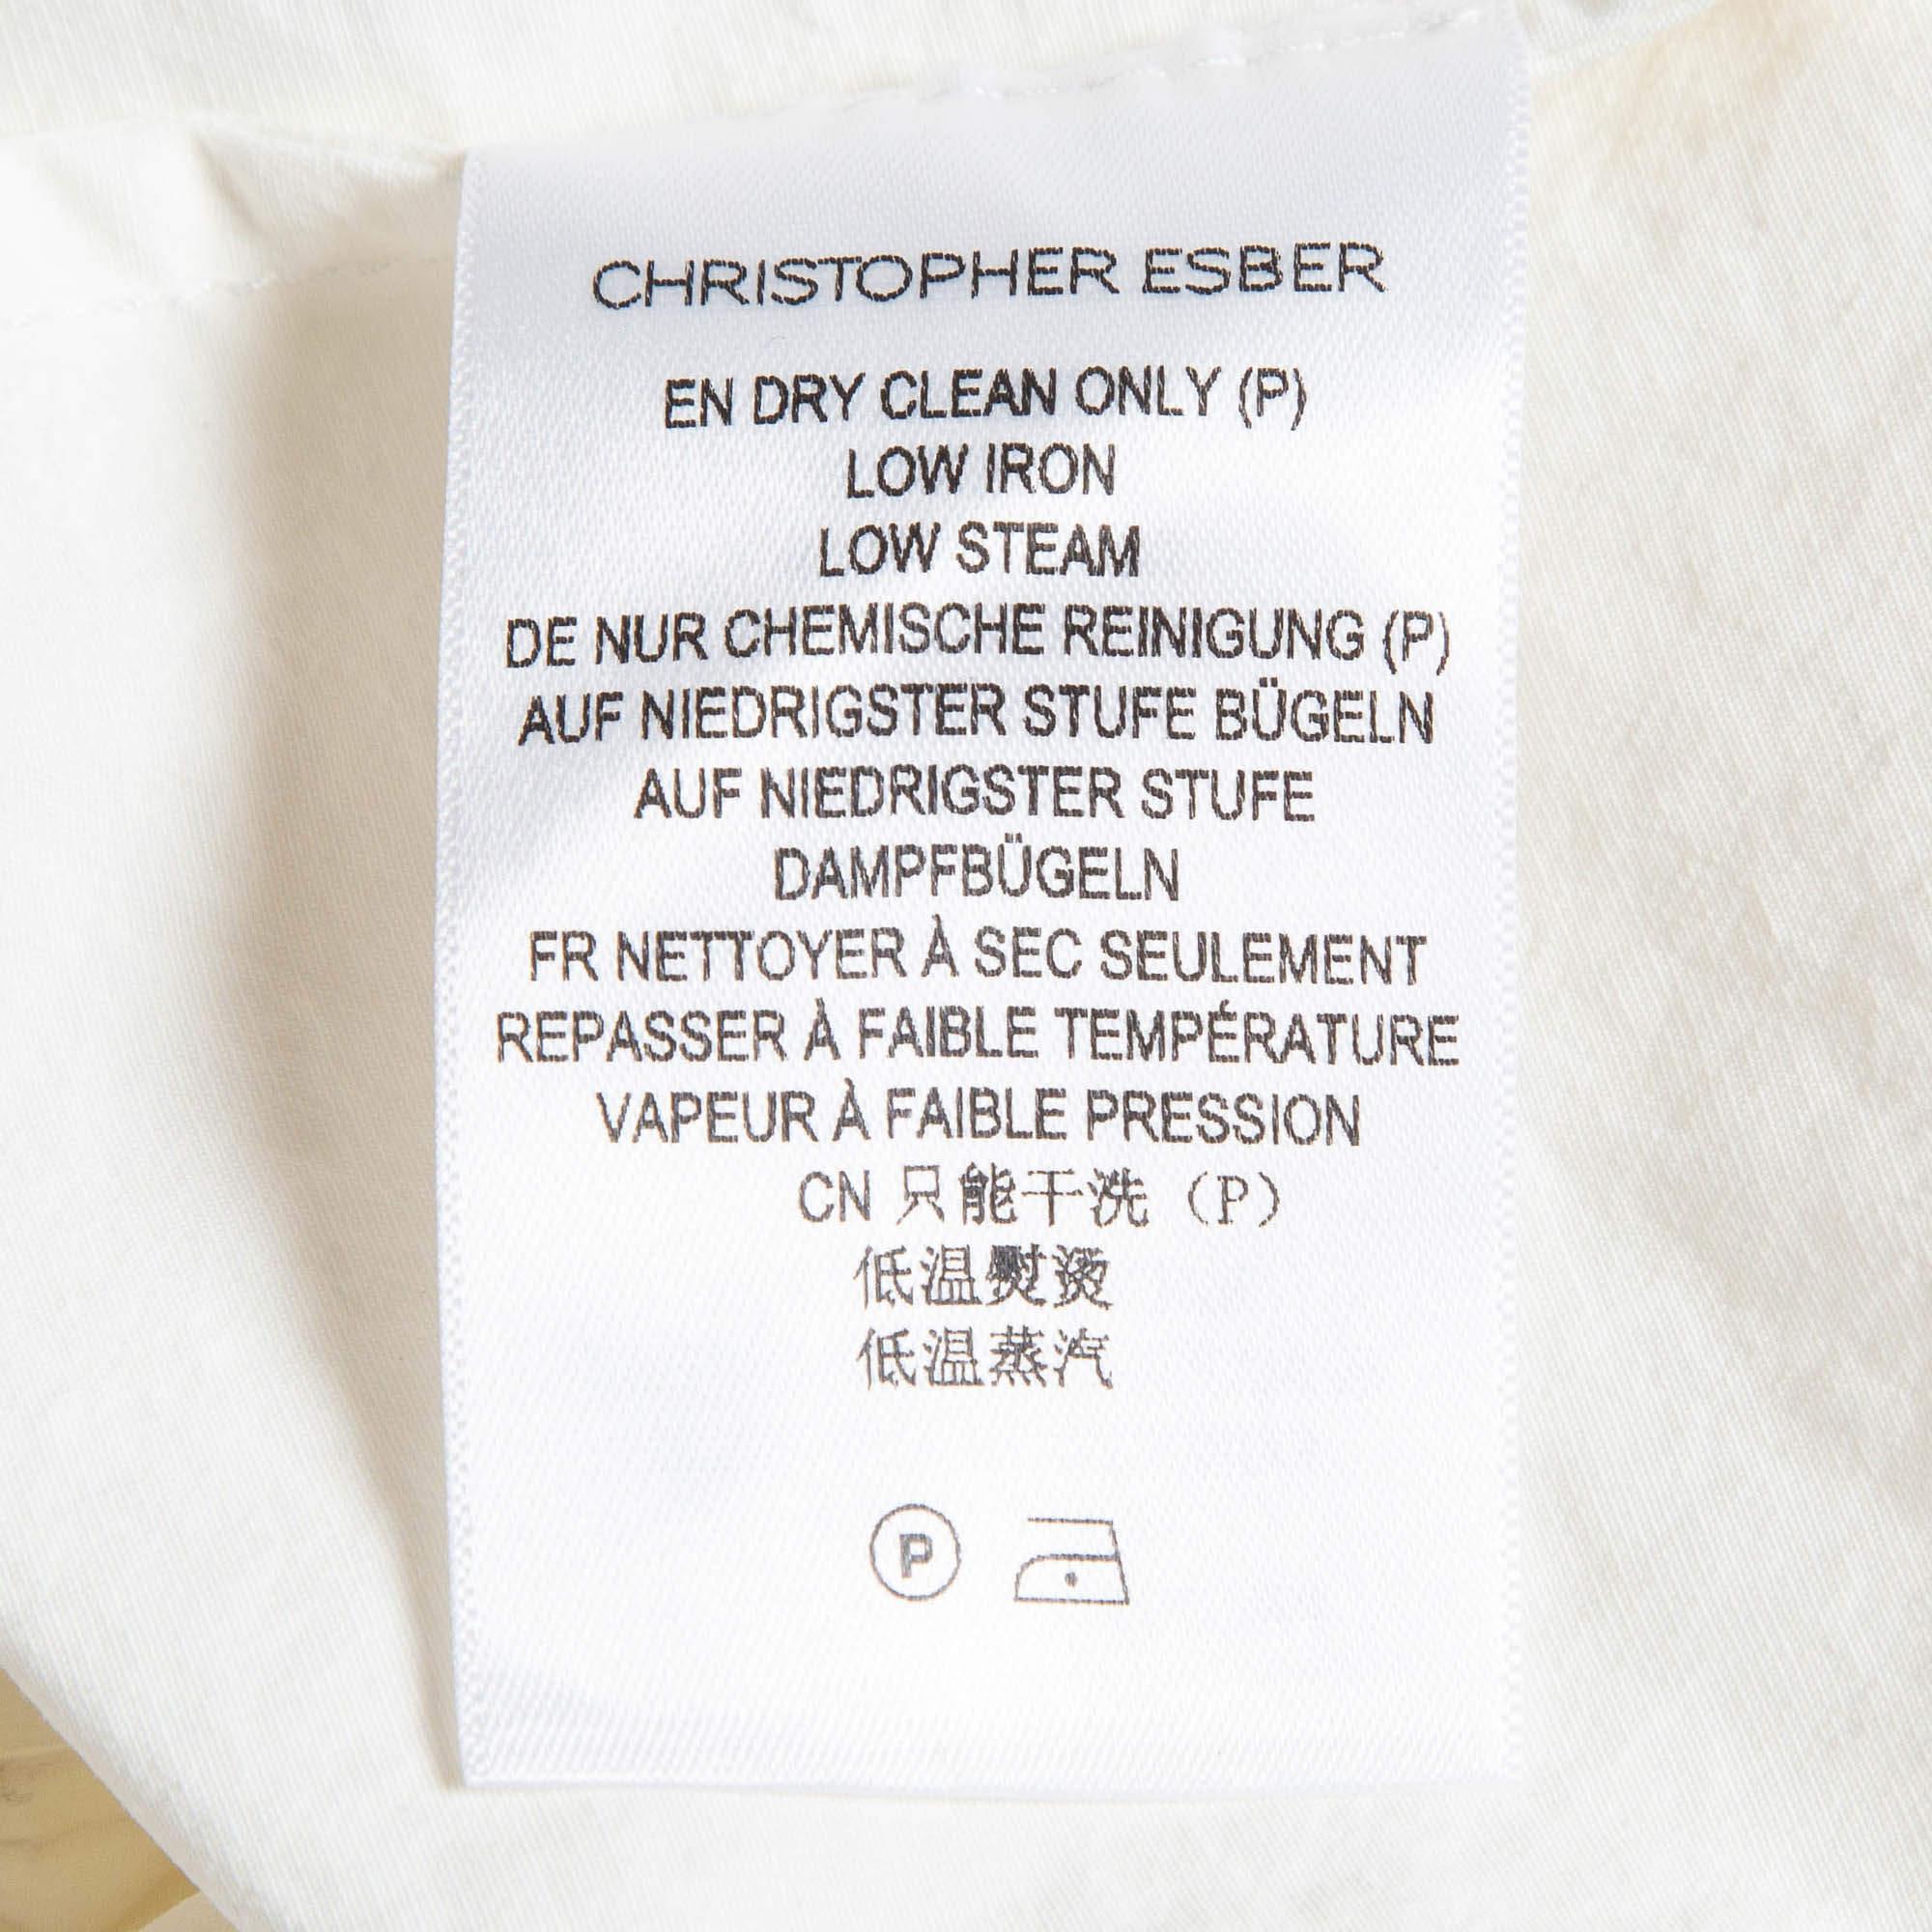 CHRISTOPHER ESBER
EN DRY CLEAN ONLY (P)
LOW IRON
LOW STEAM
DE NUR CHEMISCHE REINIGUNG (P)
AUF NIEDRIGSTER STUFE BÜGELN
AUF NIEDRIGSTER STUFE
DAMPFBÜGELN
FR NETTOYER À SEC SEULEMENT
REPASSER À FAIBLE TEMPÉRATURE
VAPEUR À FAIBLE PRESSION
CN 只能干洗 (P)
低温熨烫
低温蒸汽
P